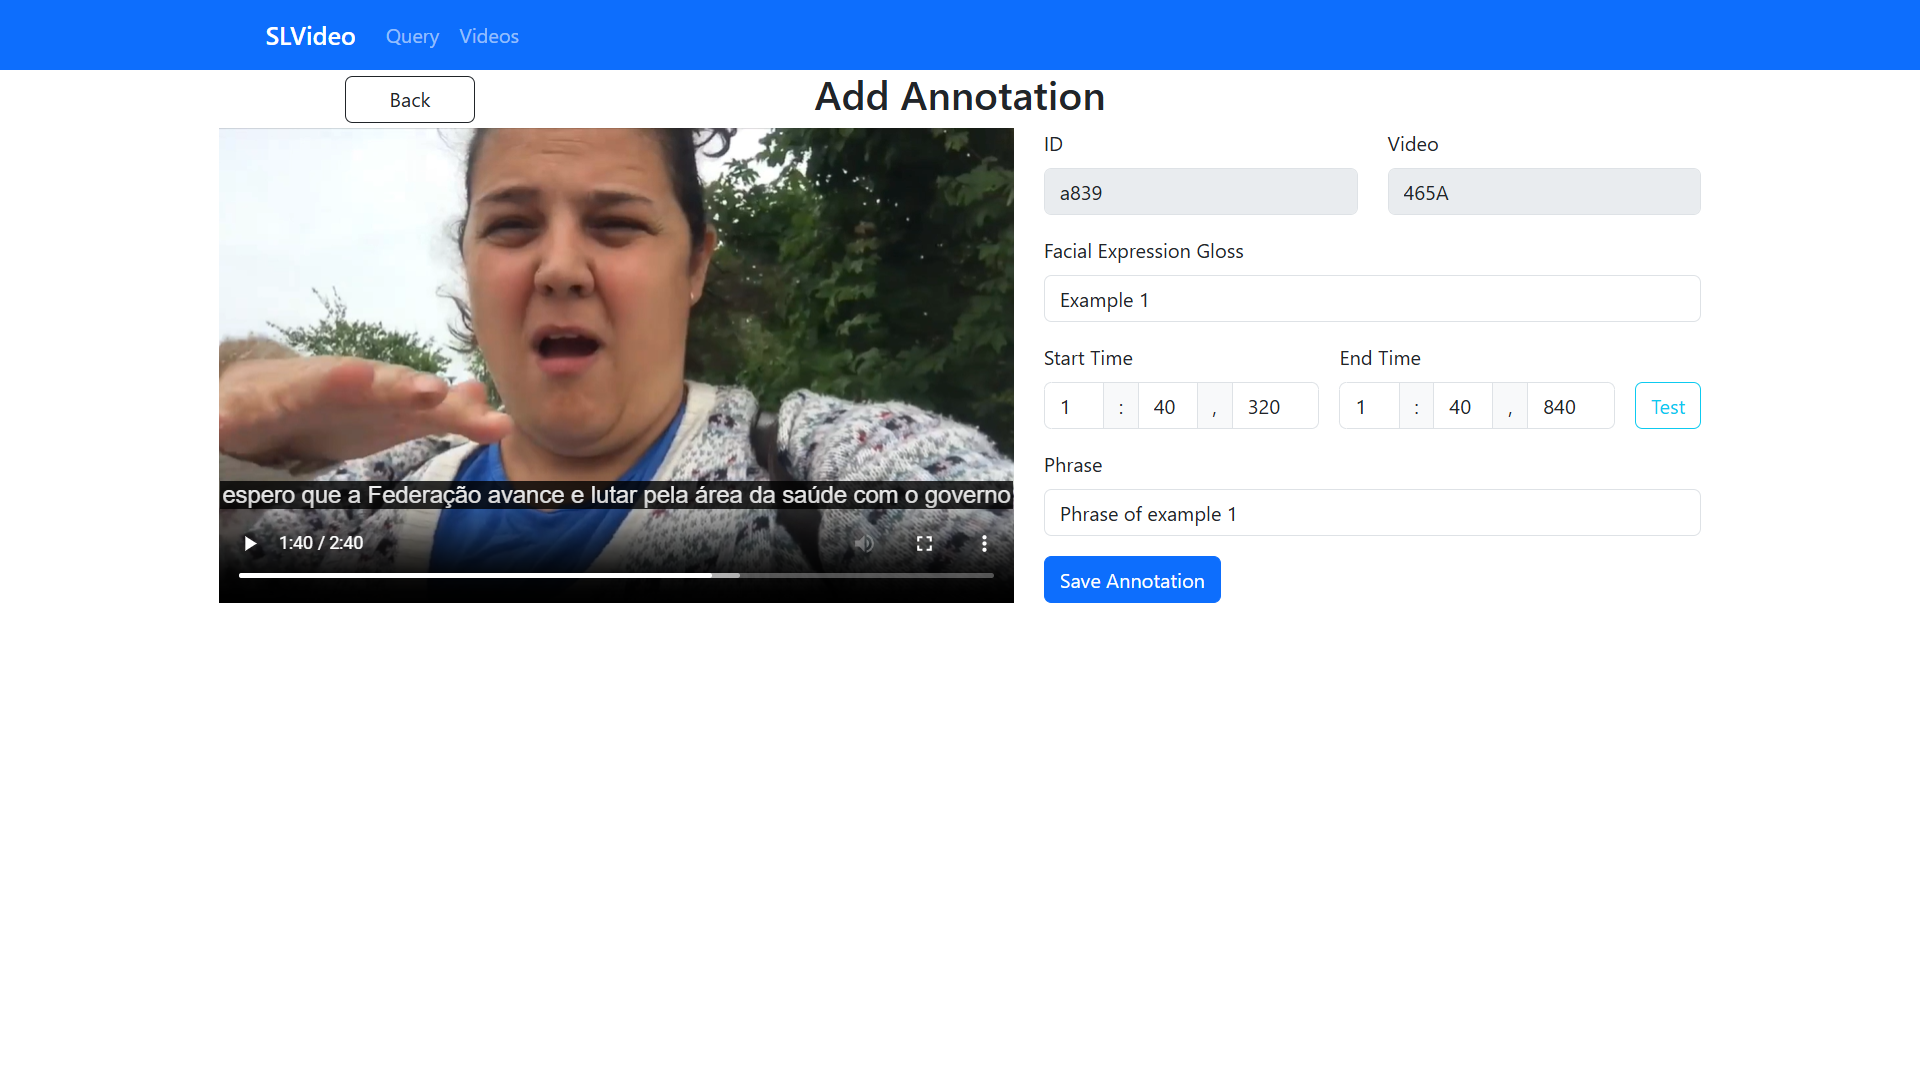 SLVideo Query Videos
Back
Add Annotation
espero que a Federação avance e lutar pela área da saúde com o governo
1:40 / 2:40
ID
Video
a839
465A
Facial Expression Gloss
Example 1
Start Time
End Time
1 : 40 , 320
1 : 40 , 840
Test
Phrase
Phrase of example 1
Save Annotation